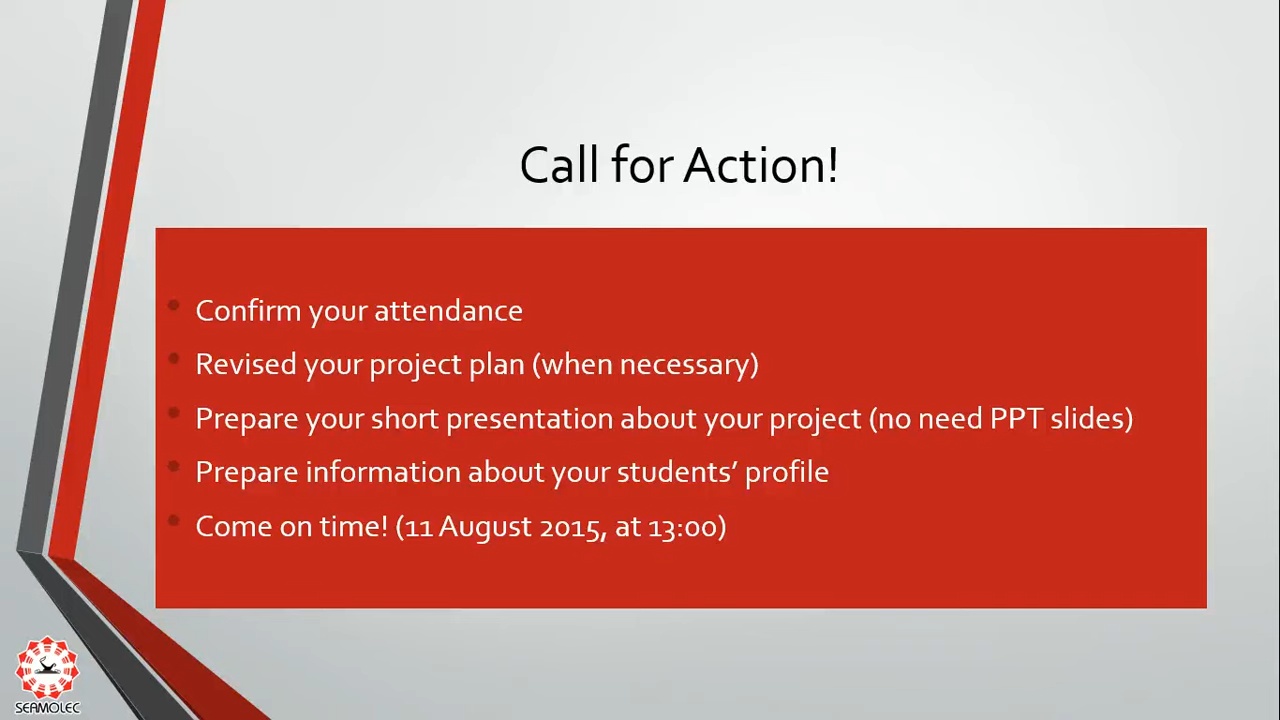 Call for Action!
Confirm your attendance
Revised your project plan (when necessary)
Prepare your short presentation about your project (no need PPT slides)
Prepare information about your students’ profile
Come on time! (11 August 2015, at 13:00)
SEAMOLEC